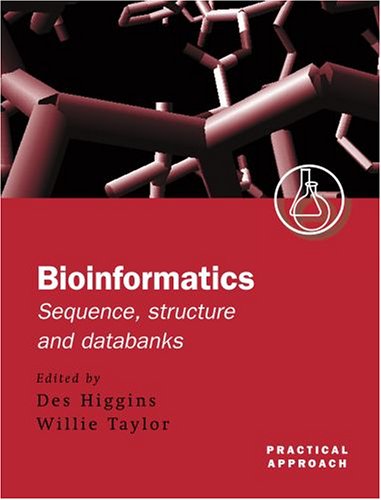 Bioinformatics
Sequence, structure
and databanks
Edited by
Des Higgins
Willie Taylor
PRACTICAL
APPROACH